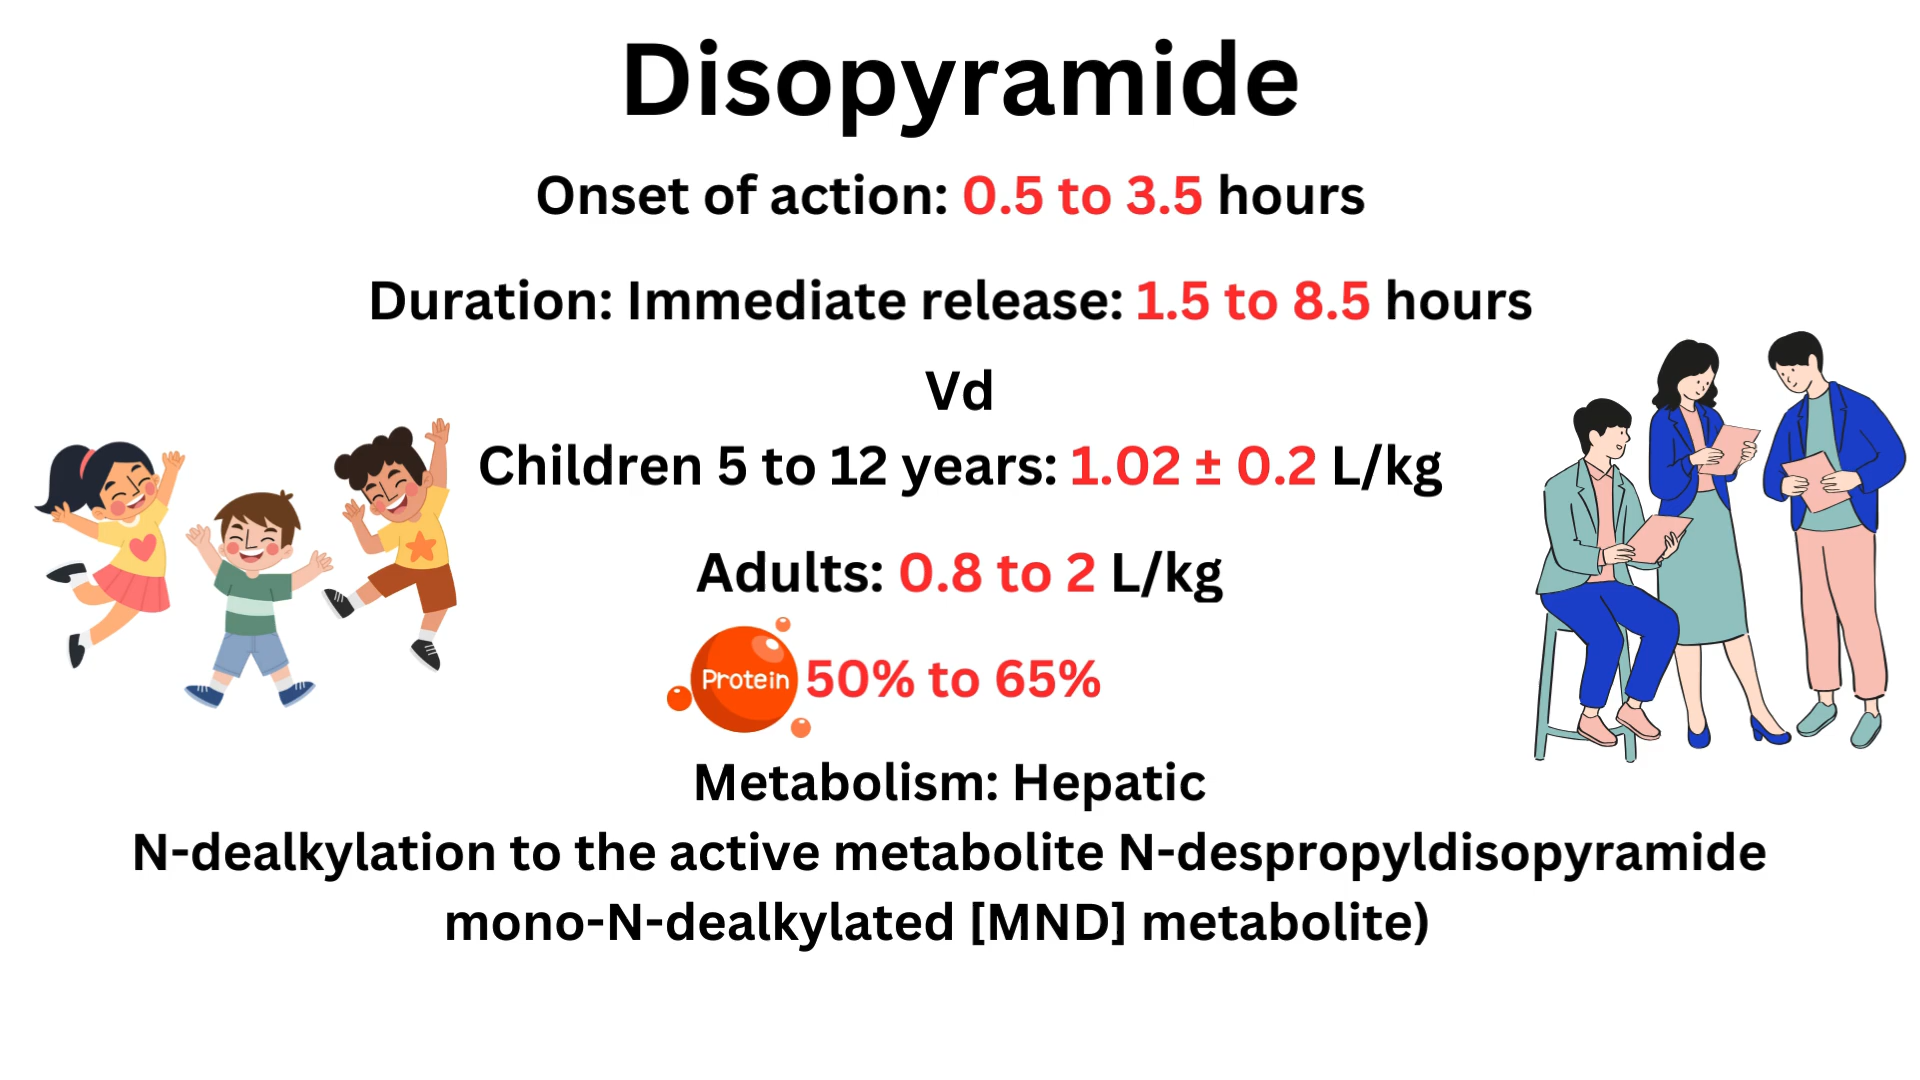 Disopyramide
Onset of action: 0.5 to 3.5 hours
Duration: Immediate release: 1.5 to 8.5 hours
Vd
Children 5 to 12 years: 1.02 ± 0.2 L/kg
Adults: 0.8 to 2 L/kg
Protein 50% to 65%
Metabolism: Hepatic
N-dealkylation to the active metabolite N-despropyldisopyramide
mono-N-dealkylated [MND] metabolite)